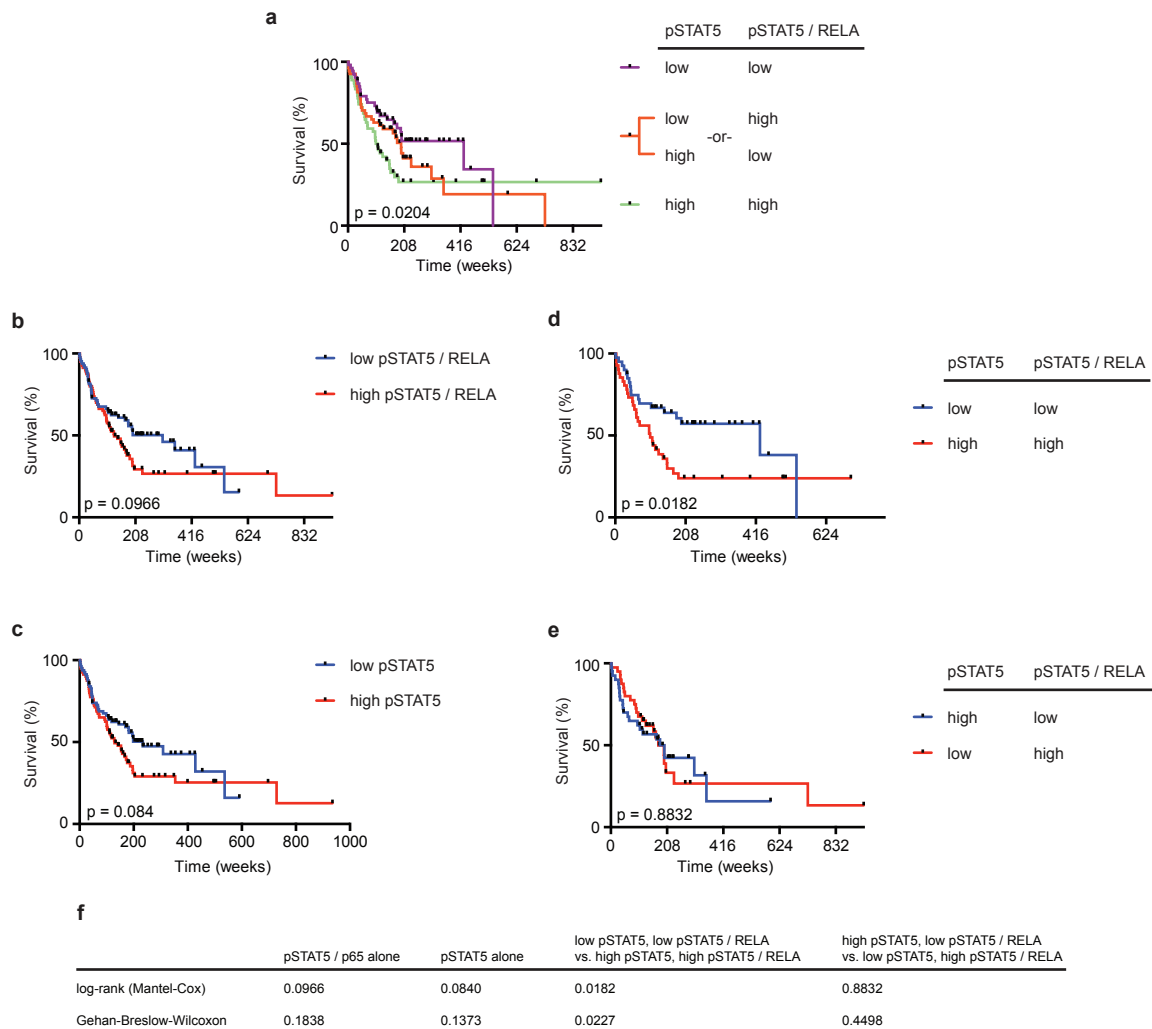 a
pSTAT5 pSTAT5 / RELA
low low
low high
-or-
high low
high high
100
50
0
Survival (%)
p = 0.0204
0 208 416 624 832
Time (weeks)
b
low pSTAT5 / RELA
high pSTAT5 / RELA
100
50
0
Survival (%)
p = 0.0966
0 208 416 624 832
Time (weeks)
d
pSTAT5 pSTAT5 / RELA
low low
high high
100
50
0
Survival (%)
p = 0.0182
0 208 416 624
Time (weeks)
c
low pSTAT5
high pSTAT5
100
50
0
Survival (%)
p = 0.084
0 200 400 600 800 1000
Time (weeks)
e
pSTAT5 pSTAT5 / RELA
high low
low high
100
50
0
Survival (%)
p = 0.8832
0 208 416 624 832
Time (weeks)
f
pSTAT5 / p65 alone pSTAT5 alone low pSTAT5, low pSTAT5 / RELA high pSTAT5, low pSTAT5 / RELA
vs. high pSTAT5, high pSTAT5 / RELA vs. low pSTAT5, high pSTAT5 / RELA
log-rank (Mantel-Cox) 0.0966 0.0840 0.0182 0.8832
Gehan-Breslow-Wilcoxon 0.1838 0.1373 0.0227 0.4498